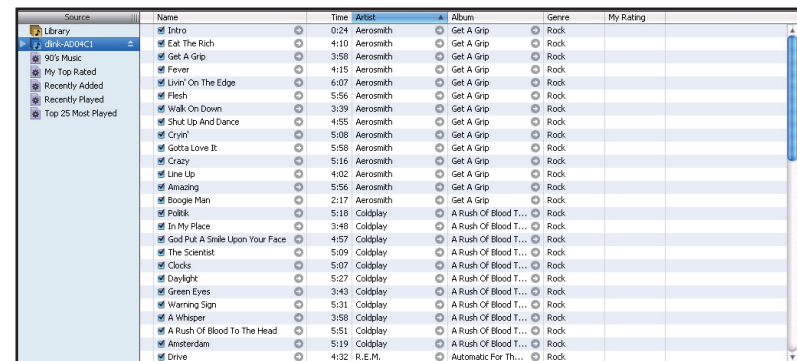 Source Name Time Artist Album Genre My Rating
Library Intro 0:24 Aerosmith Get A Grip Rock
dlink-AD04C1 Eat The Rich 4:10 Aerosmith Get A Grip Rock
90's Music Get A Grip 3:58 Aerosmith Get A Grip Rock
My Top Rated Fever 4:15 Aerosmith Get A Grip Rock
Recently Added Livin' On The Edge 6:07 Aerosmith Get A Grip Rock
Recently Played Flesh 5:56 Aerosmith Get A Grip Rock
Top 25 Most Played Walk On Down 3:39 Aerosmith Get A Grip Rock
Shut Up And Dance 4:55 Aerosmith Get A Grip Rock
Cryin' 5:08 Aerosmith Get A Grip Rock
Gotta Love It 5:58 Aerosmith Get A Grip Rock
Crazy 5:16 Aerosmith Get A Grip Rock
Line Up 4:02 Aerosmith Get A Grip Rock
Amazing 5:56 Aerosmith Get A Grip Rock
Boogie Man 2:17 Aerosmith Get A Grip Rock
Politik 5:18 Coldplay A Rush Of Blood T... Rock
In My Place 3:48 Coldplay A Rush Of Blood T... Rock
God Put A Smile Upon Your Face 4:57 Coldplay A Rush Of Blood T... Rock
The Scientist 5:09 Coldplay A Rush Of Blood T... Rock
Clocks 5:07 Coldplay A Rush Of Blood T... Rock
Daylight 5:27 Coldplay A Rush Of Blood T... Rock
Green Eyes 3:43 Coldplay A Rush Of Blood T... Rock
Warning Sign 5:31 Coldplay A Rush Of Blood T... Rock
A Whisper 3:58 Coldplay A Rush Of Blood T... Rock
A Rush Of Blood To The Head 5:51 Coldplay A Rush Of Blood T... Rock
Amsterdam 5:19 Coldplay A Rush Of Blood T... Rock
Drive 4:32 R.E.M. Automatic For Th... Rock